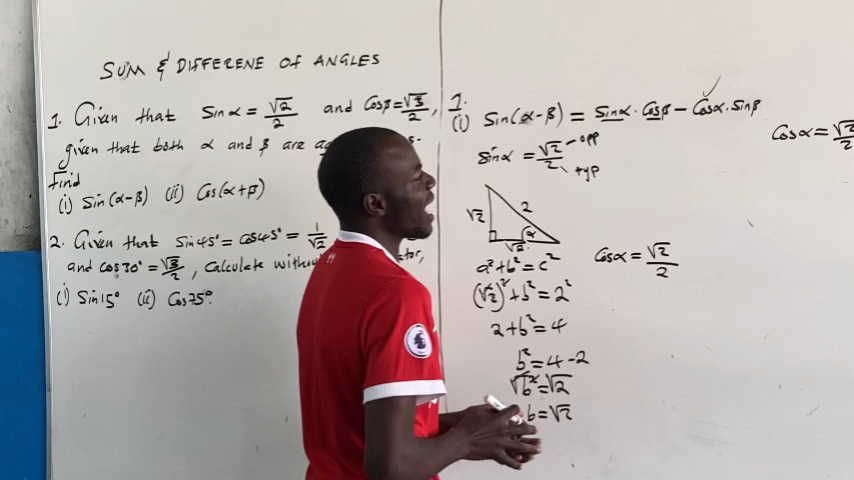 SUM & DIFFERENE OF ANGLES
1. Given that Sinα = √2/2 and Cosβ = √3/2,
given that both α and β are
find
(i) Sin(α-β) (ii) Cos(α+β)
2. Given that Sin45° = Cos45° = 1/√2
and Cos30° = √3/2, Calculate
(i) Sin15° (ii) Cos75°.
1.
(i) Sin(α-β) = Sinα·Cosβ - Cosα·Sinβ
Sinα = √2/2 opp
hyp
√2 2
√2 α
a²+b² = c²
(√2)²+b² = 2²
2+b² = 4
b² = 4-2
√b² = √2
b = √2
Cosα = √2/2
Cosα = √2/2